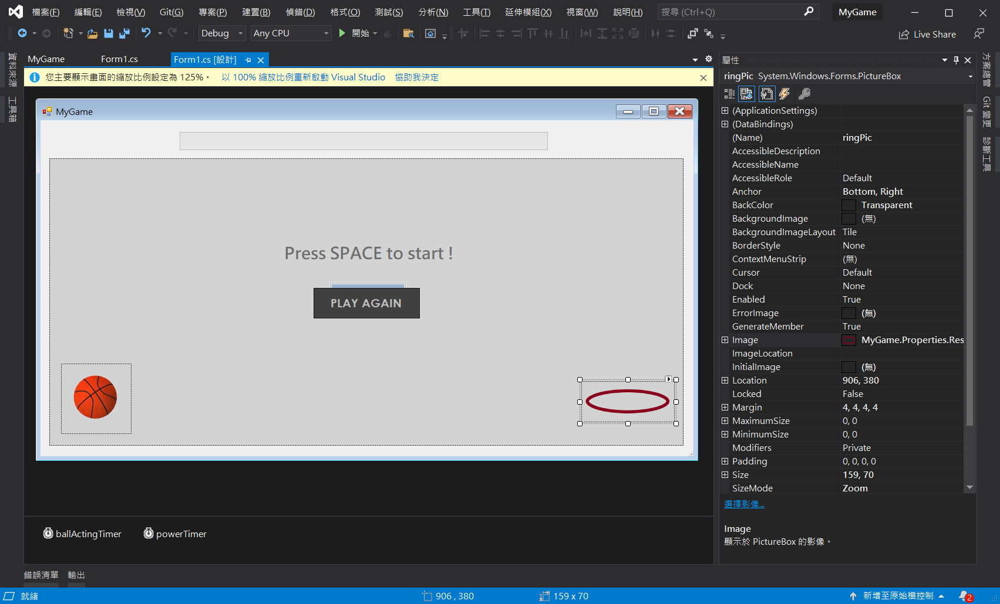 檔案(F) 編輯(E) 檢視(V) Git(G) 專案(P) 建置(B) 偵錯(D) 格式(O) 測試(S) 分析(N) 工具(T) 延伸模組(X) 視窗(W) 說明(H) 搜尋 (Ctrl+Q) MyGame
Debug Any CPU 開始 Live Share
資料來源
工具箱
MyGame Form1.cs Form1.cs [設計]
您主要顯示畫面的縮放比例設定為 125%。 以 100% 縮放比例重新啟動 Visual Studio 協助我決定
MyGame
Press SPACE to start !
PLAY AGAIN
ballActingTimer powerTimer
屬性
ringPic System.Windows.Forms.PictureBox
(ApplicationSettings)
(DataBindings)
(Name) ringPic
AccessibleDescription
AccessibleName
AccessibleRole Default
Anchor Bottom, Right
BackColor Transparent
BackgroundImage (無)
BackgroundImageLayout Tile
BorderStyle None
ContextMenuStrip (無)
Cursor Default
Dock None
Enabled True
ErrorImage (無)
GenerateMember True
Image MyGame.Properties.Res
ImageLocation
InitialImage (無)
Location 906, 380
Locked False
Margin 4, 4, 4, 4
MaximumSize 0, 0
MinimumSize 0, 0
Modifiers Private
Padding 0, 0, 0, 0
Size 159, 70
SizeMode Zoom
選擇影像...
Image
顯示於 PictureBox 的影像。
方案總管
Git 變更
診斷工具
錯誤清單 輸出
就緒 906 , 380 159 x 70 新增至原始檔控制 2